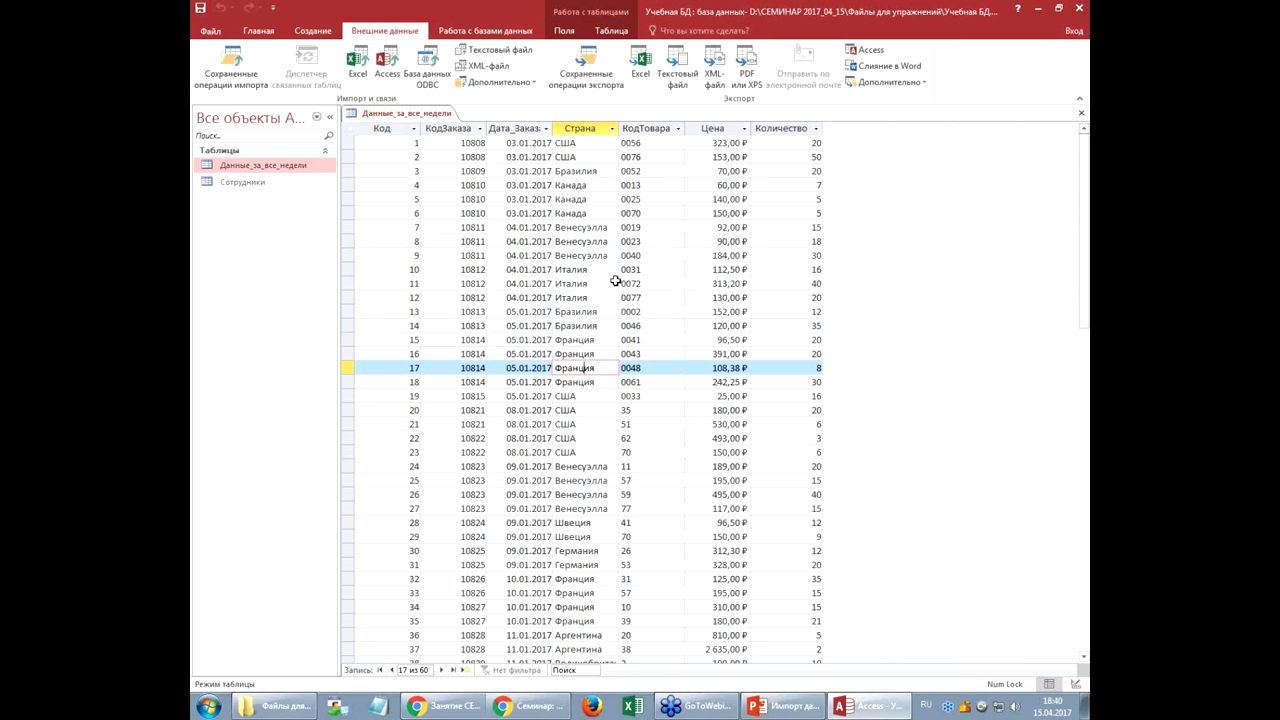 Работа с таблицами
Учебная БД : база данных- D:\СЕМИНАР 2017_04_15\Файлы для упражнений\Учебная БД....
Файл Главная Создание Внешние данные Работа с базами данных Поля Таблица Что вы хотите сделать? Вход
Сохраненные операции импорта
Диспетчер связанных таблиц
Excel
Access
База данных ODBC
Текстовый файл
XML-файл
Дополнительно
Сохраненные операции экспорта
Excel
Текстовый файл
XML-файл
PDF или XPS
Отправить по электронной почте
Access
Слияние в Word
Дополнительно
Импорт и связи
Экспорт
Все объекты A...
Поиск...
Таблицы
Данные_за_все_недели
Сотрудники
Данные_за_все_недели
Код КодЗаказа Дата_Заказ Страна КодТовара Цена Количество
1 10808 03.01.2017 США 0056 323,00 ₽ 20
2 10808 03.01.2017 США 0076 153,00 ₽ 50
3 10809 03.01.2017 Бразилия 0052 70,00 ₽ 20
4 10810 03.01.2017 Канада 0013 60,00 ₽ 7
5 10810 03.01.2017 Канада 0025 140,00 ₽ 5
6 10810 03.01.2017 Канада 0070 150,00 ₽ 5
7 10811 04.01.2017 Венесуэлла 0019 92,00 ₽ 15
8 10811 04.01.2017 Венесуэлла 0023 90,00 ₽ 18
9 10811 04.01.2017 Венесуэлла 0040 184,00 ₽ 30
10 10812 04.01.2017 Италия 0031 112,50 ₽ 16
11 10812 04.01.2017 Италия 0072 313,20 ₽ 40
12 10812 04.01.2017 Италия 0077 130,00 ₽ 20
13 10813 05.01.2017 Бразилия 0002 152,00 ₽ 12
14 10813 05.01.2017 Бразилия 0046 120,00 ₽ 35
15 10814 05.01.2017 Франция 0041 96,50 ₽ 20
16 10814 05.01.2017 Франция 0043 391,00 ₽ 20
17 10814 05.01.2017 Франция 0048 108,38 ₽ 8
18 10814 05.01.2017 Франция 0061 242,25 ₽ 30
19 10815 05.01.2017 США 0033 25,00 ₽ 16
20 10821 08.01.2017 США 35 180,00 ₽ 20
21 10821 08.01.2017 США 51 530,00 ₽ 6
22 10822 08.01.2017 США 62 493,00 ₽ 3
23 10822 08.01.2017 США 70 150,00 ₽ 6
24 10823 09.01.2017 Венесуэлла 11 189,00 ₽ 20
25 10823 09.01.2017 Венесуэлла 57 195,00 ₽ 15
26 10823 09.01.2017 Венесуэлла 59 495,00 ₽ 40
27 10823 09.01.2017 Венесуэлла 77 117,00 ₽ 15
28 10824 09.01.2017 Швеция 41 96,50 ₽ 12
29 10824 09.01.2017 Швеция 70 150,00 ₽ 9
30 10825 09.01.2017 Германия 26 312,30 ₽ 12
31 10825 09.01.2017 Германия 53 328,00 ₽ 20
32 10826 10.01.2017 Франция 31 125,00 ₽ 35
33 10826 10.01.2017 Франция 57 195,00 ₽ 15
34 10827 10.01.2017 Франция 10 310,00 ₽ 15
35 10827 10.01.2017 Франция 39 180,00 ₽ 21
36 10828 11.01.2017 Аргентина 20 810,00 ₽ 5
37 10828 11.01.2017 Аргентина 38 2 635,00 ₽ 2
Запись: 17 из 60 Нет фильтра Поиск
Режим таблицы Num Lock
Файлы для... Занятие СЕ... Семинар: ... GoToWebi... Импорт да... Access - У... RU 18:40
15.04.2017